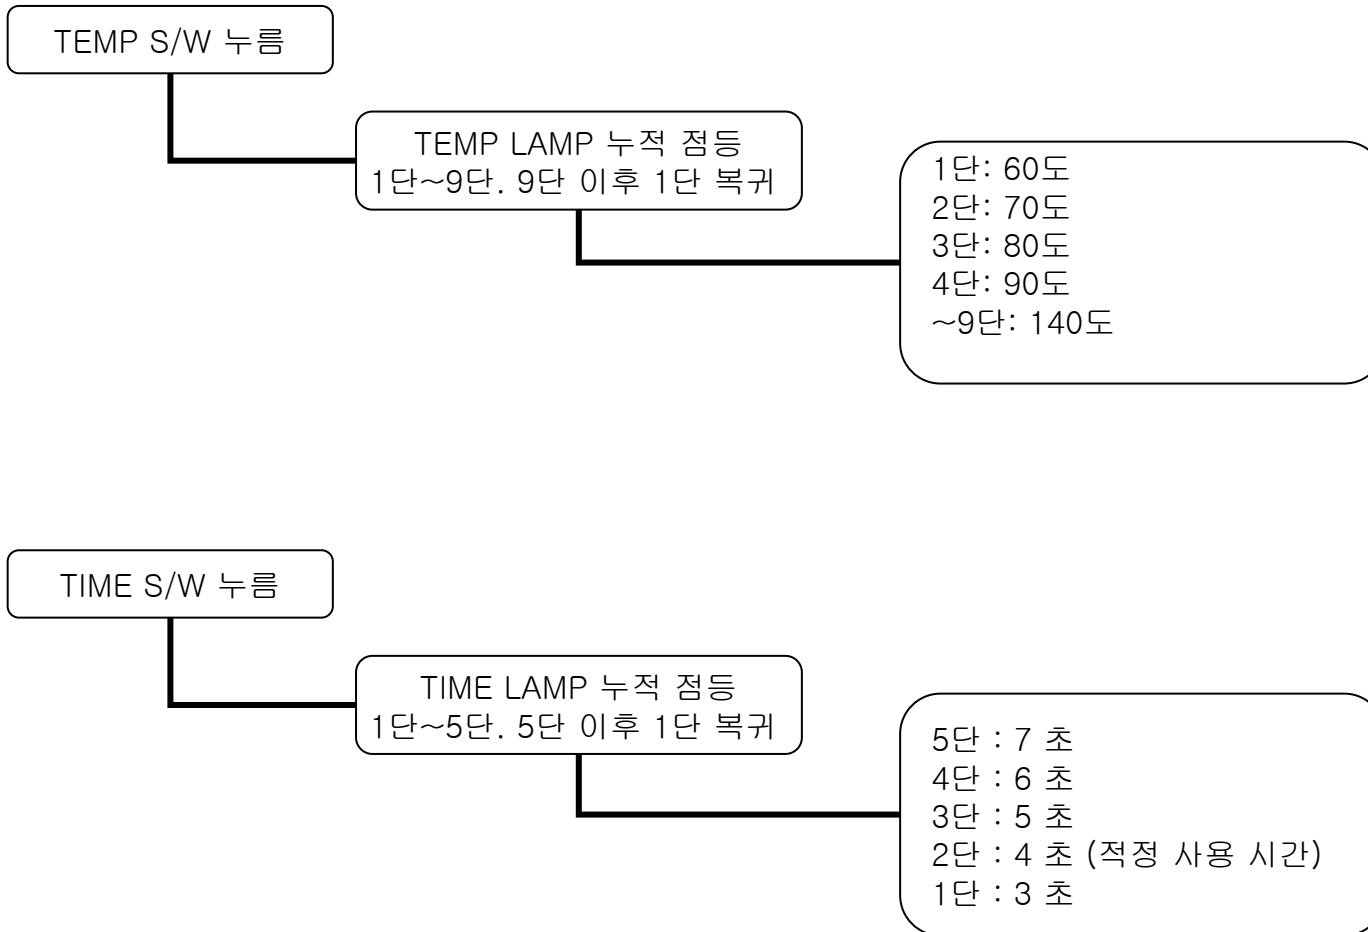 TEMP S/W 누름
TEMP LAMP 누적 점등
1단~9단. 9단 이후 1단 복귀
1단: 60도
2단: 70도
3단: 80도
4단: 90도
~9단: 140도
TIME S/W 누름
TIME LAMP 누적 점등
1단~5단. 5단 이후 1단 복귀
5단 : 7 초
4단 : 6 초
3단 : 5 초
2단 : 4 초 (적정 사용 시간)
1단 : 3 초